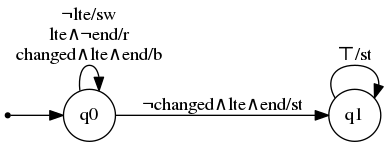 ¬lte/sw
lte∧¬end/r
changed∧lte∧end/b
⊤/st
¬changed∧lte∧end/st
q0
q1